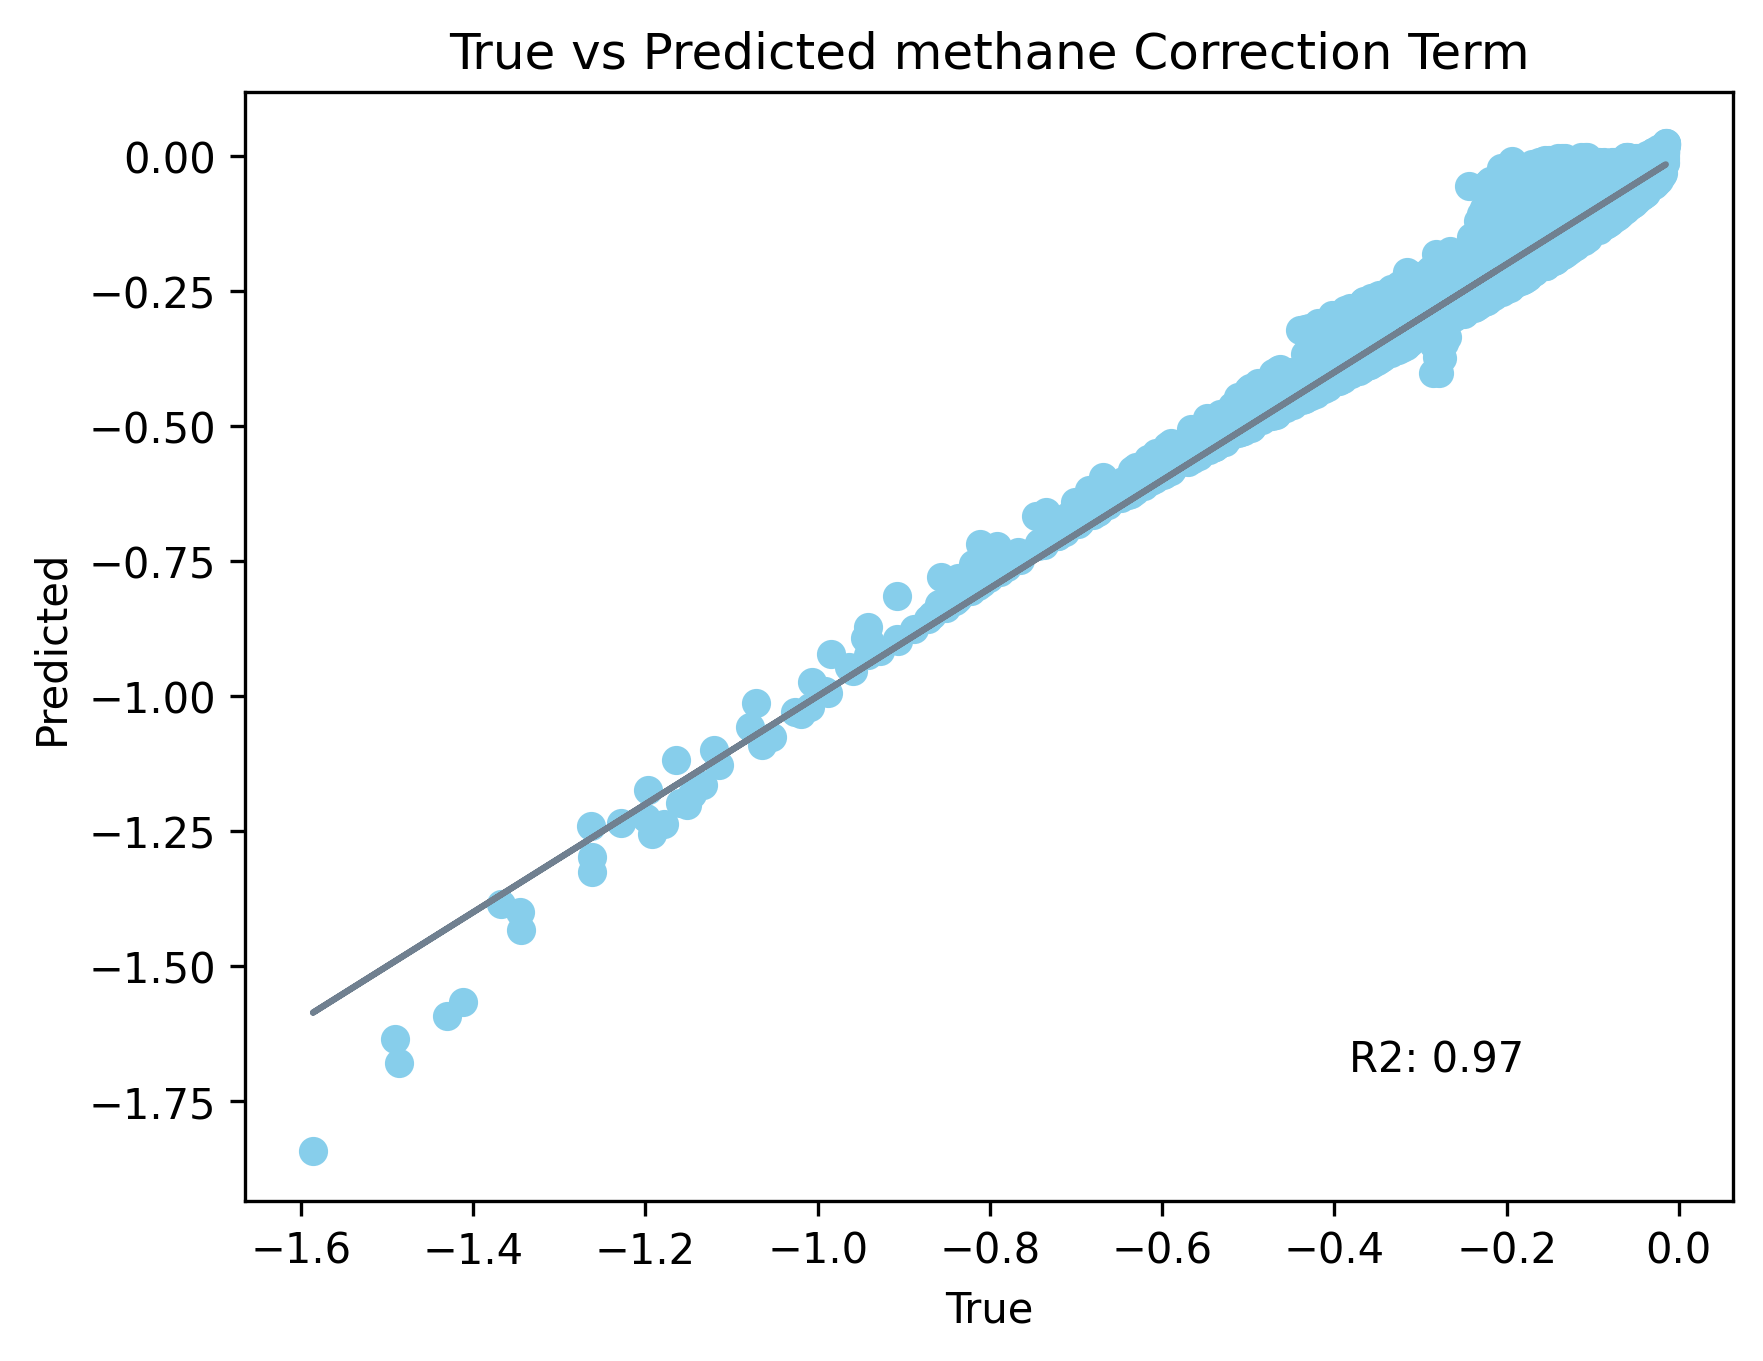 True vs Predicted methane Correction Term
0.00
−0.25
−0.50
−0.75
−1.00
−1.25
−1.50
−1.75
Predicted
R2: 0.97
−1.6 −1.4 −1.2 −1.0 −0.8 −0.6 −0.4 −0.2 0.0
True